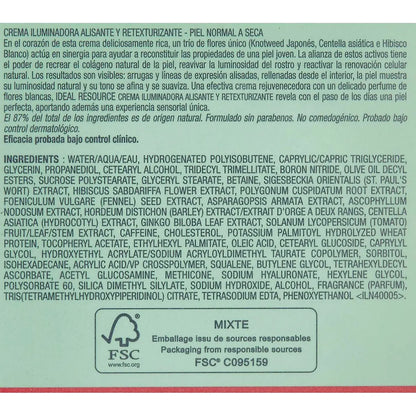 CREMA ILUMINADORA ALISANTE Y RETEXTURIZANTE - PIEL NORMAL A SECA
En el corazón de esta crema deliciosamente rica, un trío de flores único (Knotweed Japonés, Centella asiática e Hibisco
Blanco) actúa en sinergia para ayudar a reconstituir las propiedades de una piel joven. La alianza de estos activos tiene
el poder de recrear el colágeno natural de la piel, reavivar la luminosidad del rostro y reactivar la renovación celular
natural. Los resultados son visibles: arrugas y líneas de expresión alisadas, rellenadas desde el interior, la piel muestra
su luminosidad natural y su tono se afina y se suaviza. Una efectiva crema rejuvenecedora con un delicado perfume de
flores blancas, IDEAL RESOURCE CREMA ILUMINADORA ALISANTE Y RETEXTURIZANTE revela con el paso de los días una piel
perfecta, aportando además una experiencia sensorial única.
El 87% del total de los ingredientes es de origen natural. Formulado sin parabenos. No comedogénico. Probado bajo
control dermatológico.
Eficacia probada bajo control clínico.
INGREDIENTS : WATER/AQUA/EAU, HYDROGENATED POLYISOBUTENE, CAPRYLIC/CAPRIC TRIGLYCERIDE,
GLYCERIN, PROPANEDIOL, CETEARYL ALCOHOL, TRIDECYL TRIMELLITATE, BORON NITRIDE, OLIVE OIL DECYL
ESTERS, SUCROSE POLYSTEARATE, GLYCERYL STEARATE, BETAINE, SIGESBECKIA ORIENTALIS (ST. PAUL'S
WORT) EXTRACT, HIBISCUS SABDARIFFA FLOWER EXTRACT, POLYGONUM CUSPIDATUM ROOT EXTRACT,
FOENICULUM VULGARE (FENNEL) SEED EXTRACT, ASPARAGOPSIS ARMATA EXTRACT, ASCOPHYLLUM
NODOSUM EXTRACT, HORDEUM DISTICHON (BARLEY) EXTRACT/EXTRAIT D'ORGE A DEUX RANGS, CENTELLA
ASIATICA (HYDROCOTYL) EXTRACT, GINKGO BILOBA LEAF EXTRACT, SOLANUM LYCOPERSICUM (TOMATO)
FRUIT/LEAF/STEM EXTRACT, CAFFEINE, CHOLESTEROL, POTASSIUM PALMITOYL HYDROLYZED WHEAT
PROTEIN, TOCOPHERYL ACETATE, ETHYLHEXYL PALMITATE, OLEIC ACID, CETEARYL GLUCOSIDE, CAPRYLYL
GLYCOL, HYDROXYETHYL ACRYLATE/SODIUM ACRYLOYLDIMETHYL TAURATE COPOLYMER, SORBITOL,
ISOHEXADECANE, ACRYLIC ACID/VP CROSSPOLYMER, SQUALENE, BUTYLENE GLYCOL, TETRAHEXYLDECYL
ASCORBATE, ACETYL GLUCOSAMINE, METHICONE, SODIUM HYALURONATE, HEXYLENE GLYCOL,
POLYSORBATE 60, SILICA DIMETHYL SILYLATE, SODIUM HYDROXIDE, ALCOHOL, FRAGRANCE (PARFUM),
TRIS(TETRAMETHYLHYDROXYPIPERIDINOL) CITRATE, TETRASODIUM EDTA, PHENOXYETHANOL <ILN40005>.
FSC
www.fsc.org
MIXTE
Emballage issu de sources responsables
Packaging from responsible sources
FSC® C095159